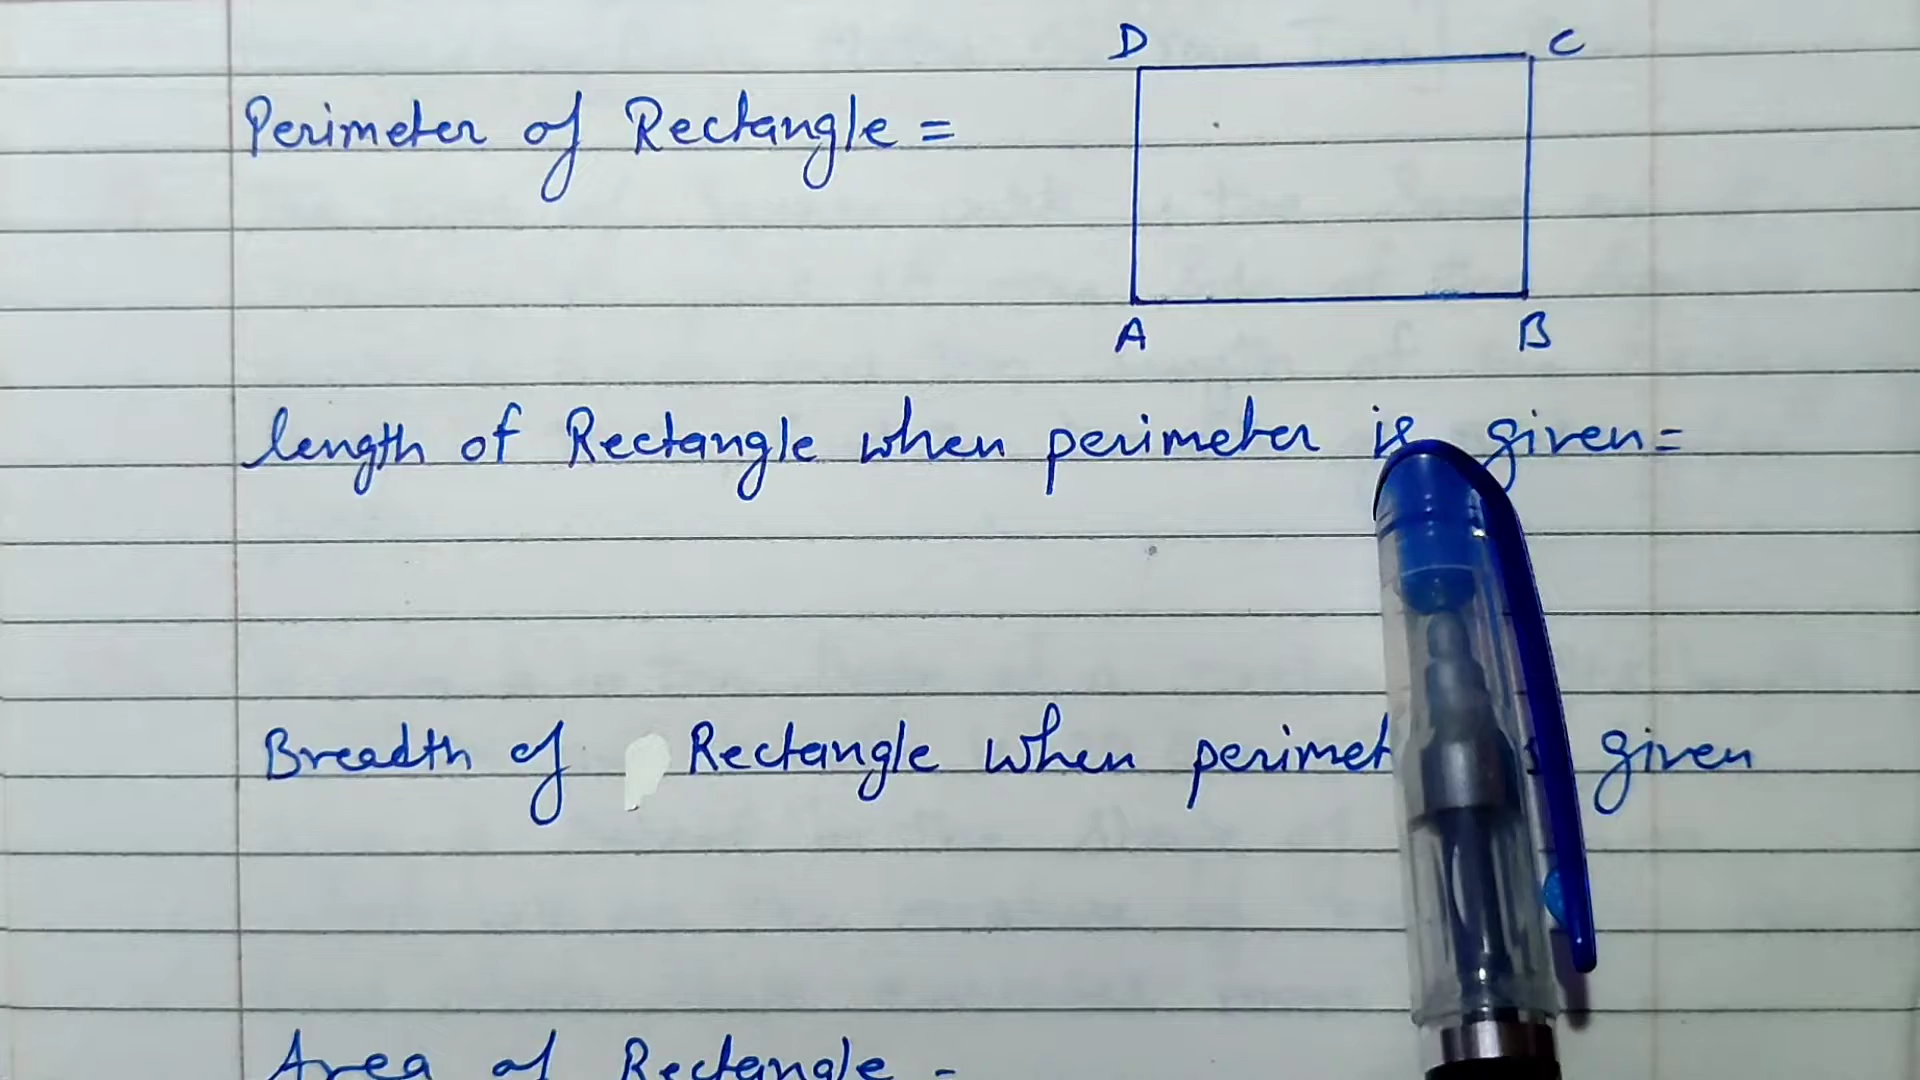 D C
Perimeter of Rectangle =
A B
length of Rectangle when perimeter is given=
Breadth of Rectangle when perimet given
Area of Rectangle -